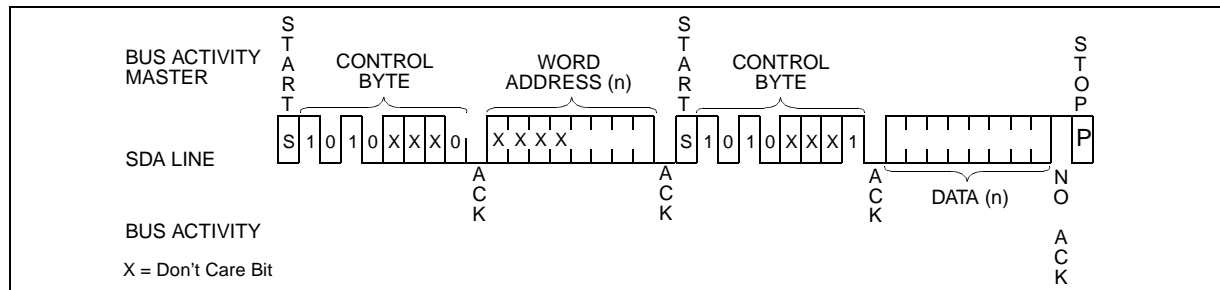 START
BUS ACTIVITY
MASTER
CONTROL
BYTE
WORD
ADDRESS (n)
START
CONTROL
BYTE
STOP
SDA LINE
S 1 0 1 0 X X X 0
X X X X
S 1 0 1 0 X X X 1
P
ACK
ACK
ACK
DATA (n)
NO ACK
BUS ACTIVITY
X = Don't Care Bit